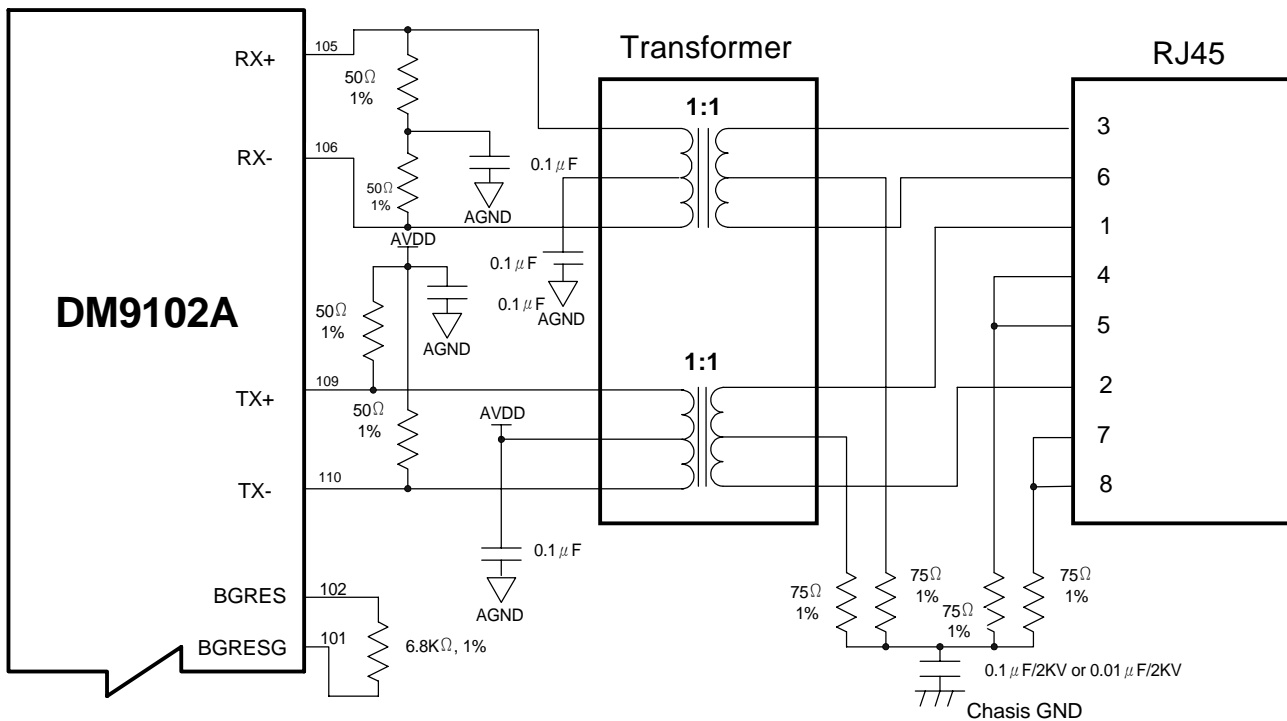 Transformer
RJ45
DM9102A
RX+
105
50Ω
1%
1:1
3
RX-
106
0.1μF
6
50Ω
1%
AGND
1
AVDD
0.1μF
4
0.1μF
AGND
50Ω
1%
AGND
5
1:1
TX+
109
2
50Ω
1%
AVDD
7
TX-
110
8
0.1μF
AGND
75Ω
1%
75Ω
1%
75Ω
1%
75Ω
1%
BGRES
102
BGRESG
101
6.8KΩ, 1%
0.1μF/2KV or 0.01μF/2KV
Chasis GND